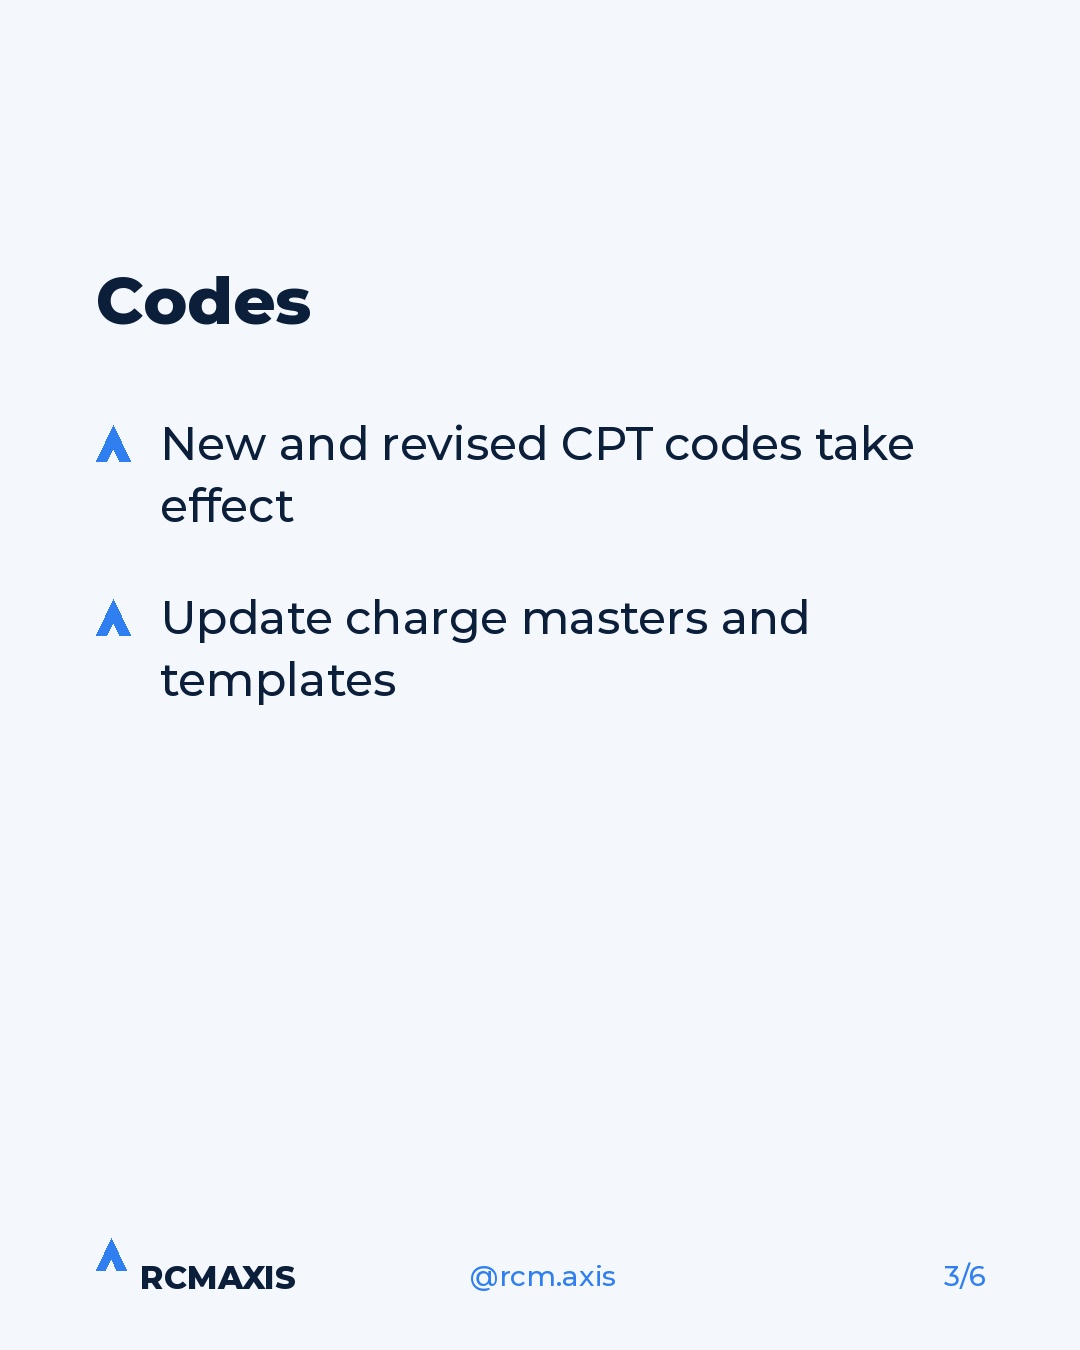 Codes
New and revised CPT codes take
effect
Update charge masters and
templates
RCMAXIS
@rcm.axis
3/6